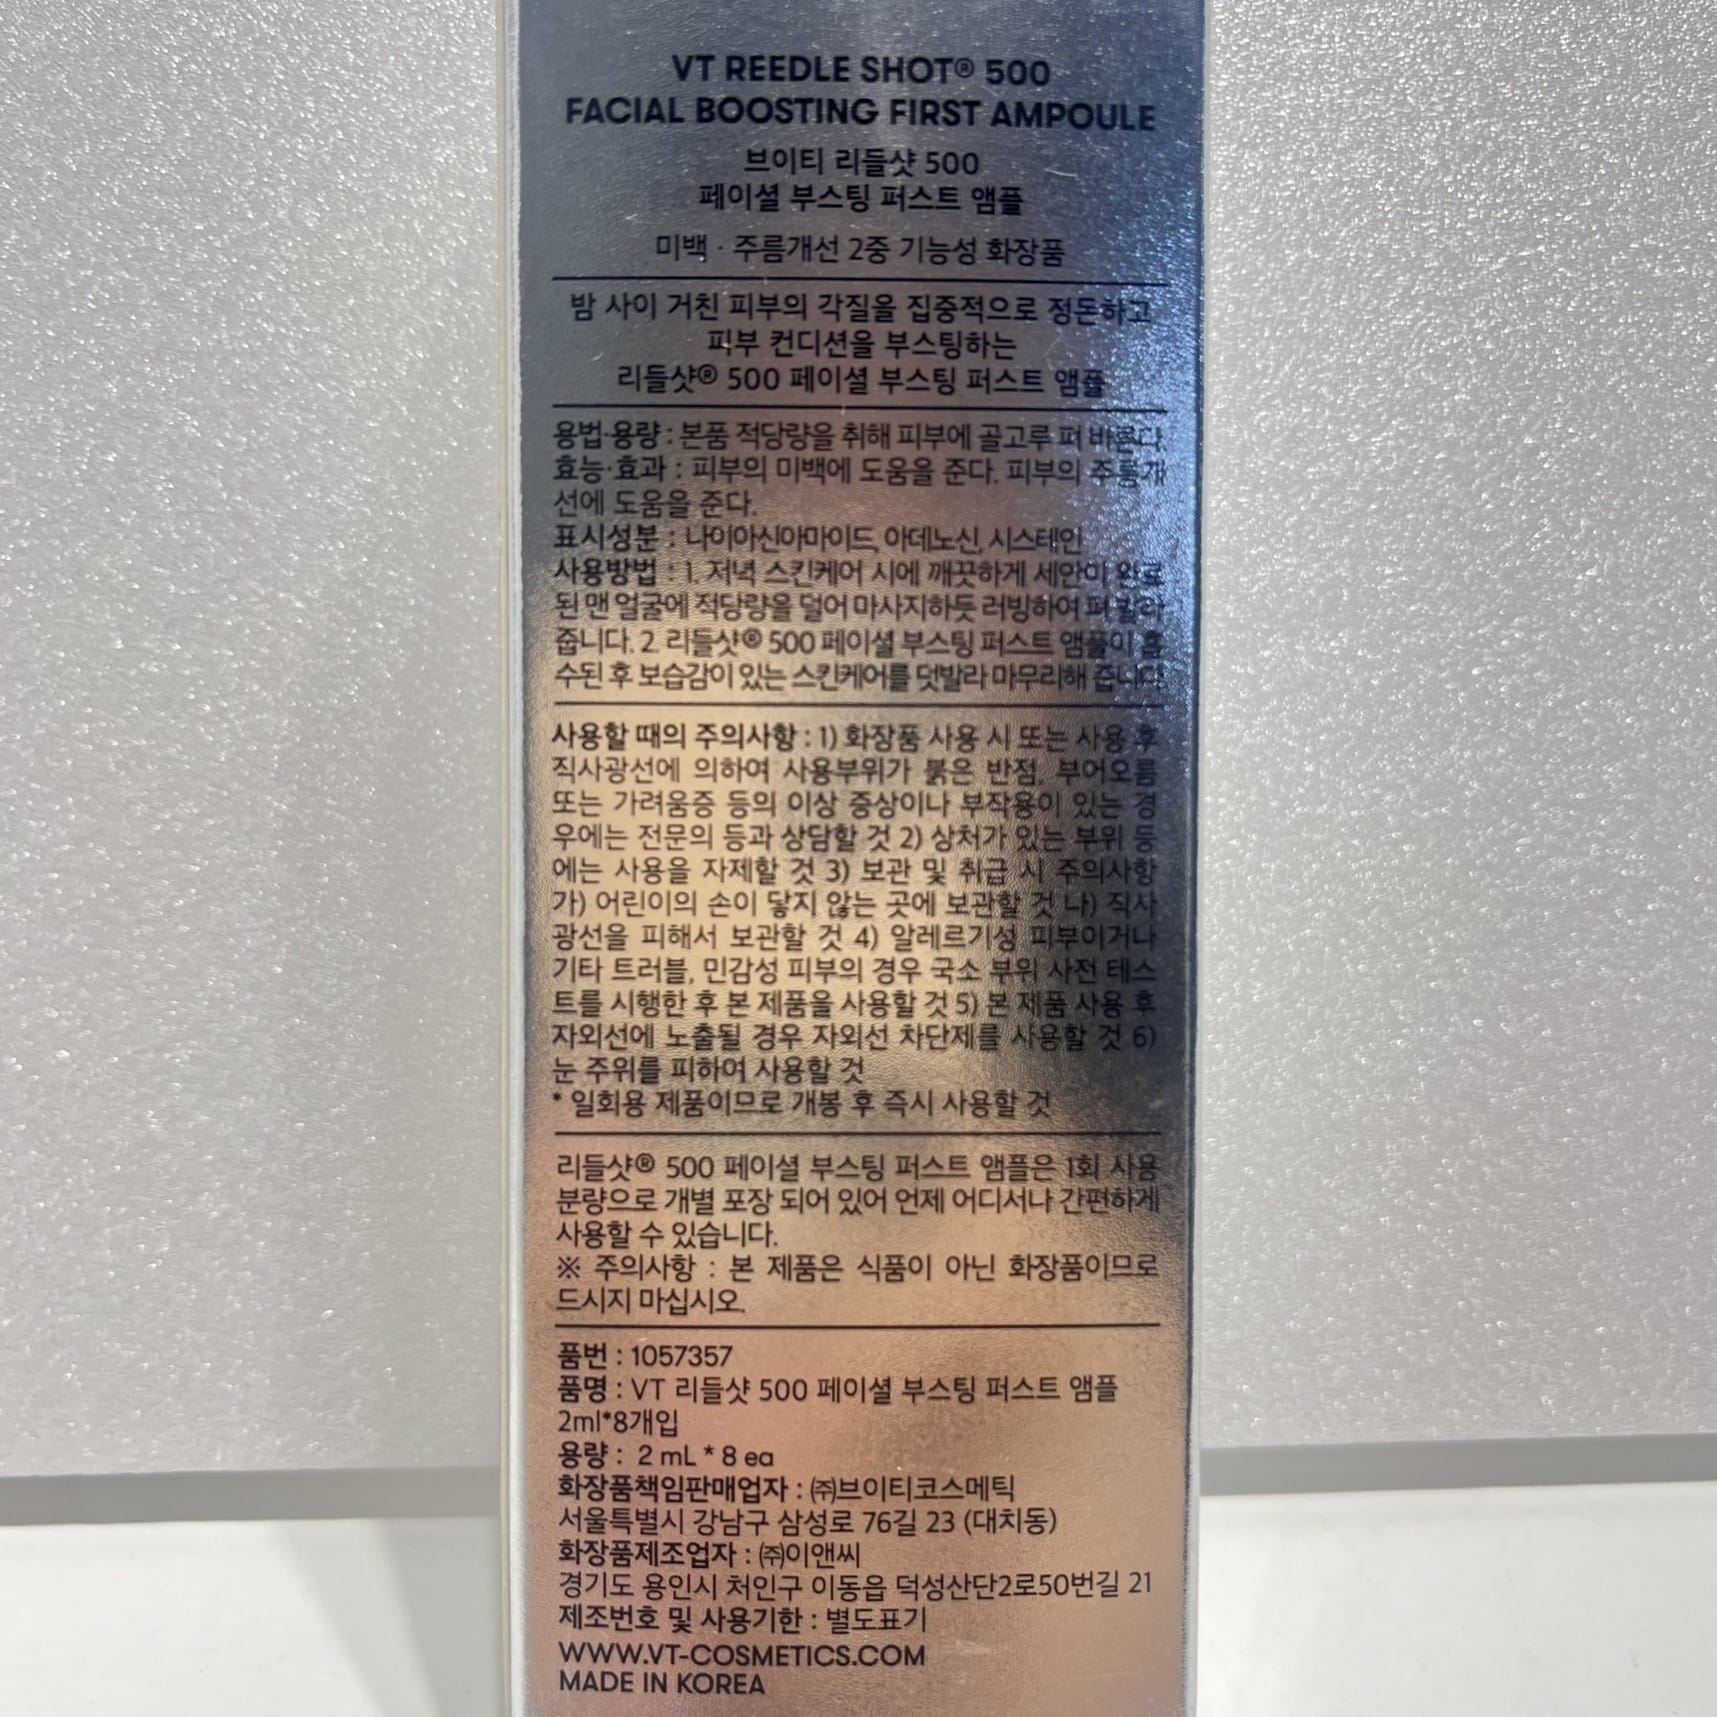 VT REEDLE SHOT® 500
FACIAL BOOSTING FIRST AMPOULE
브이티 리들샷 500
페이셜 부스팅 퍼스트 앰플
미백 · 주름개선 2중 기능성 화장품
밤 사이 거친 피부의 각질을 집중적으로 정돈하고
피부 컨디션을 부스팅하는
리들샷® 500 페이셜 부스팅 퍼스트 앰플
용법·용량 : 본품 적당량을 취해 피부에 골고루 펴 바른다.
효능·효과 : 피부의 미백에 도움을 준다. 피부의 주름개
선에 도움을 준다.
표시성분 : 나이아신아마이드, 아데노신, 시스테인
사용방법 : 1. 저녁 스킨케어 시에 깨끗하게 세안이 완료
된 맨 얼굴에 적당량을 덜어 마사지하듯 러빙하여 펴 발라
줍니다. 2. 리들샷® 500 페이셜 부스팅 퍼스트 앰플이 흡
수된 후 보습감이 있는 스킨케어를 덧발라 마무리해 줍니다.
사용할 때의 주의사항 : 1) 화장품 사용 시 또는 사용 후
직사광선에 의하여 사용부위가 붉은 반점, 부어오름
또는 가려움증 등의 이상 증상이나 부작용이 있는 경
우에는 전문의 등과 상담할 것 2) 상처가 있는 부위 등
에는 사용을 자제할 것 3) 보관 및 취급 시 주의사항
가) 어린이의 손이 닿지 않는 곳에 보관할 것 나) 직사
광선을 피해서 보관할 것 4) 알레르기성 피부이거나
기타 트러블, 민감성 피부의 경우 국소 부위 사전 테스
트를 시행한 후 본 제품을 사용할 것 5) 본 제품 사용 후
자외선에 노출될 경우 자외선 차단제를 사용할 것 6)
눈 주위를 피하여 사용할 것
* 일회용 제품이므로 개봉 후 즉시 사용할 것
리들샷® 500 페이셜 부스팅 퍼스트 앰플은 1회 사용
분량으로 개별 포장 되어 있어 언제 어디서나 간편하게
사용할 수 있습니다.
※ 주의사항 : 본 제품은 식품이 아닌 화장품이므로
드시지 마십시오.
품번 : 1057357
품명 : VT 리들샷 500 페이셜 부스팅 퍼스트 앰플
2ml*8개입
용량 : 2 mL * 8 ea
화장품책임판매업자 : ㈜브이티코스메틱
서울특별시 강남구 삼성로 76길 23 (대치동)
화장품제조업자 : ㈜이앤씨
경기도 용인시 처인구 이동읍 덕성산단2로50번길 21
제조번호 및 사용기한 : 별도표기
WWW.VT-COSMETICS.COM
MADE IN KOREA